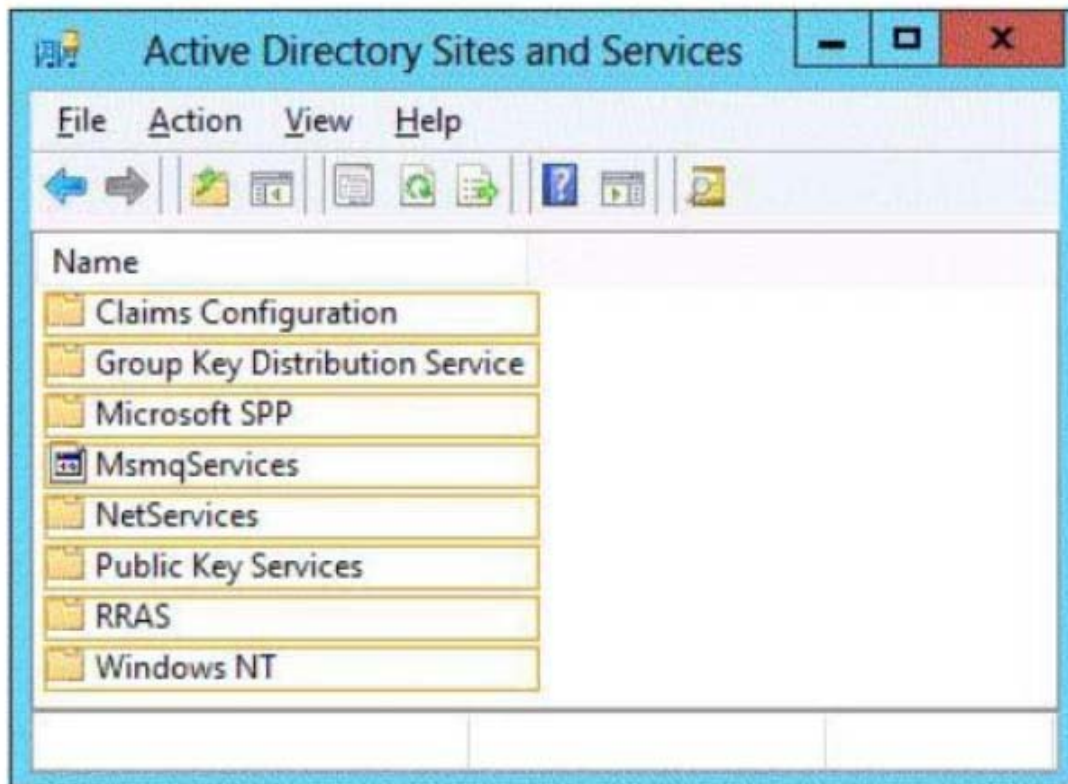 Active Directory Sites and Services
File Action View Help
Name
Claims Configuration
Group Key Distribution Service
Microsoft SPP
MsmqServices
NetServices
Public Key Services
RRAS
Windows NT